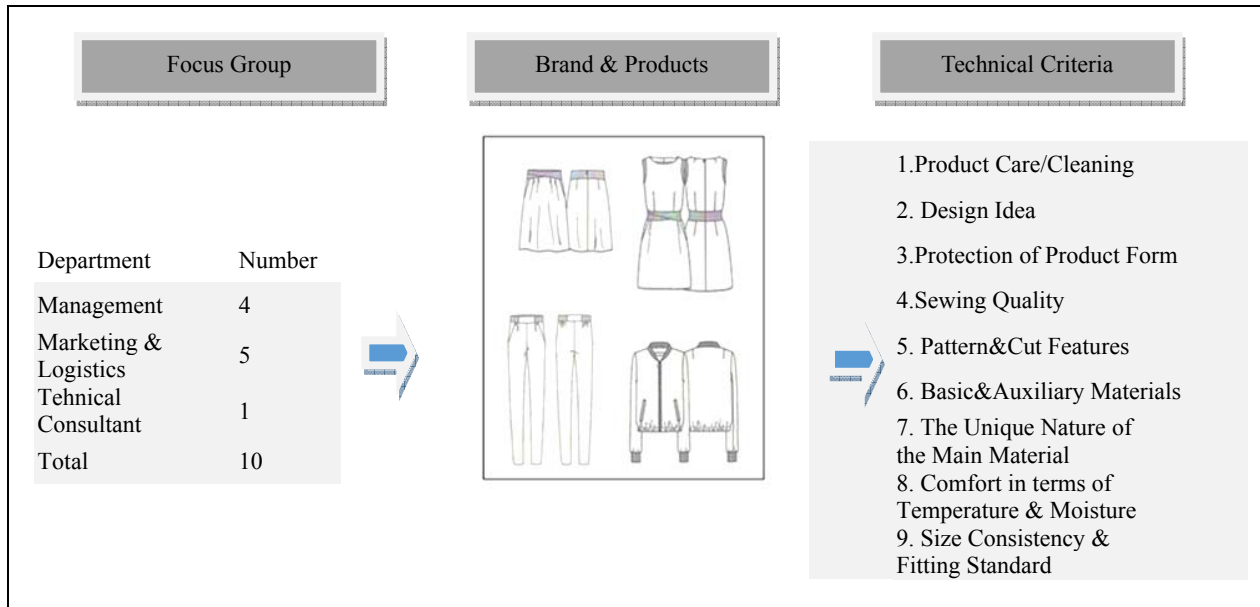 Focus Group
Brand & Products
Technical Criteria
Department Number
Management 4
Marketing &
Logistics 5
Tehnical
Consultant 1
Total 10
1.Product Care/Cleaning
2. Design Idea
3.Protection of Product Form
4.Sewing Quality
5. Pattern&Cut Features
6. Basic&Auxiliary Materials
7. The Unique Nature of
the Main Material
8. Comfort in terms of
Temperature & Moisture
9. Size Consistency &
Fitting Standard